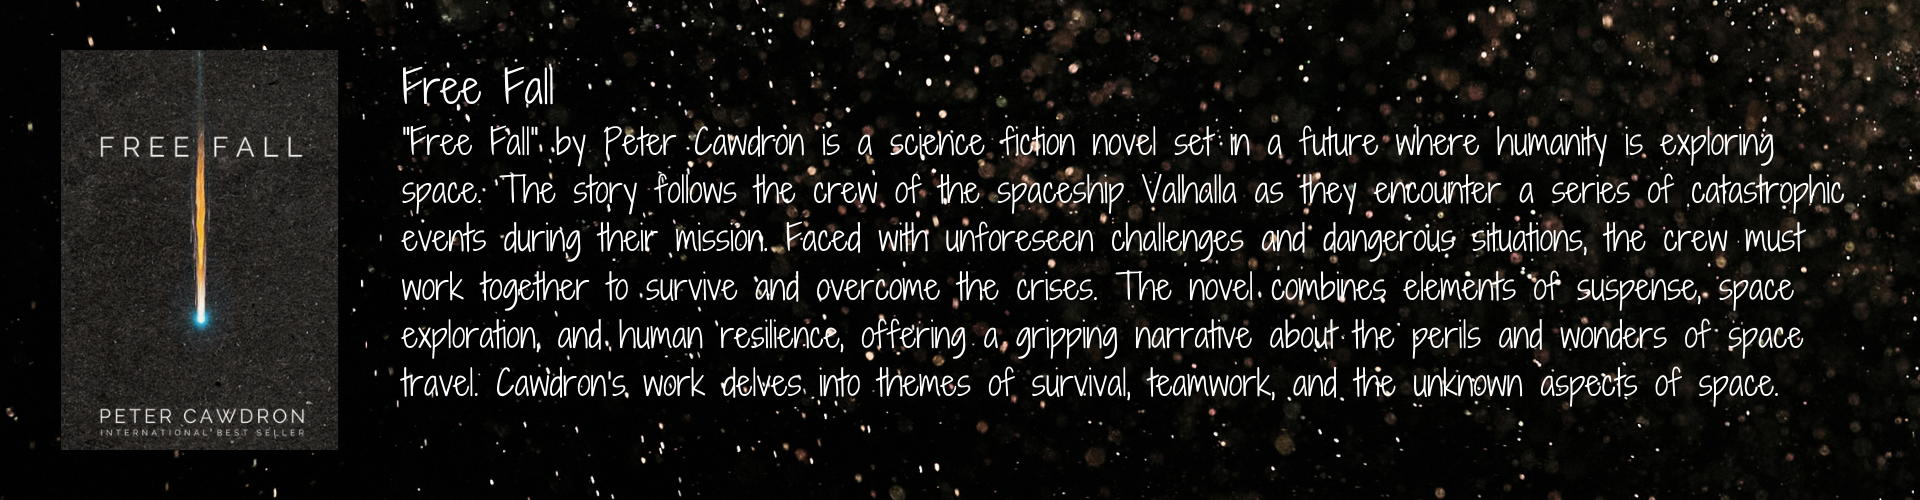 FREE FALL
PETER CAWDRON
INTERNATIONAL BEST SELLER
Free Fall
"Free Fall" by Peter Cawdron is a science fiction novel set in a future where humanity is exploring
space. The story follows the crew of the spaceship Valhalla as they encounter a series of catastrophic
events during their mission. Faced with unforeseen challenges and dangerous situations, the crew must
work together to survive and overcome the crises. The novel combines elements of suspense, space
exploration, and human resilience, offering a gripping narrative about the perils and wonders of space
travel. Cawdron's work delves into themes of survival, teamwork, and the unknown aspects of space.